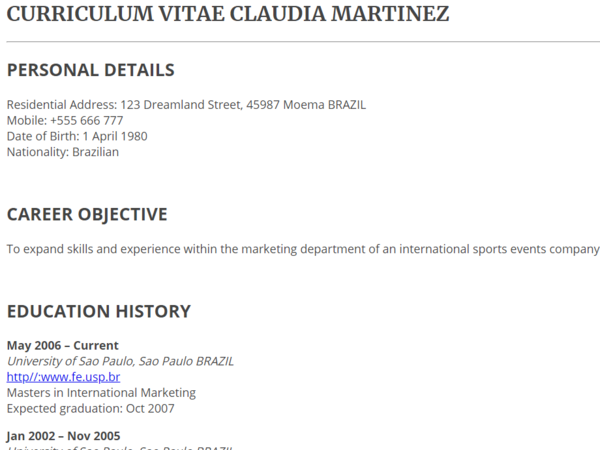 CURRICULUM VITAE CLAUDIA MARTINEZ
PERSONAL DETAILS
Residential Address: 123 Dreamland Street, 45987 Moema BRAZIL
Mobile: +555 666 777
Date of Birth: 1 April 1980
Nationality: Brazilian
CAREER OBJECTIVE
To expand skills and experience within the marketing department of an international sports events company
EDUCATION HISTORY
May 2006 – Current
University of Sao Paulo, Sao Paulo BRAZIL
http//:www.fe.usp.br
Masters in International Marketing
Expected graduation: Oct 2007
Jan 2002 – Nov 2005